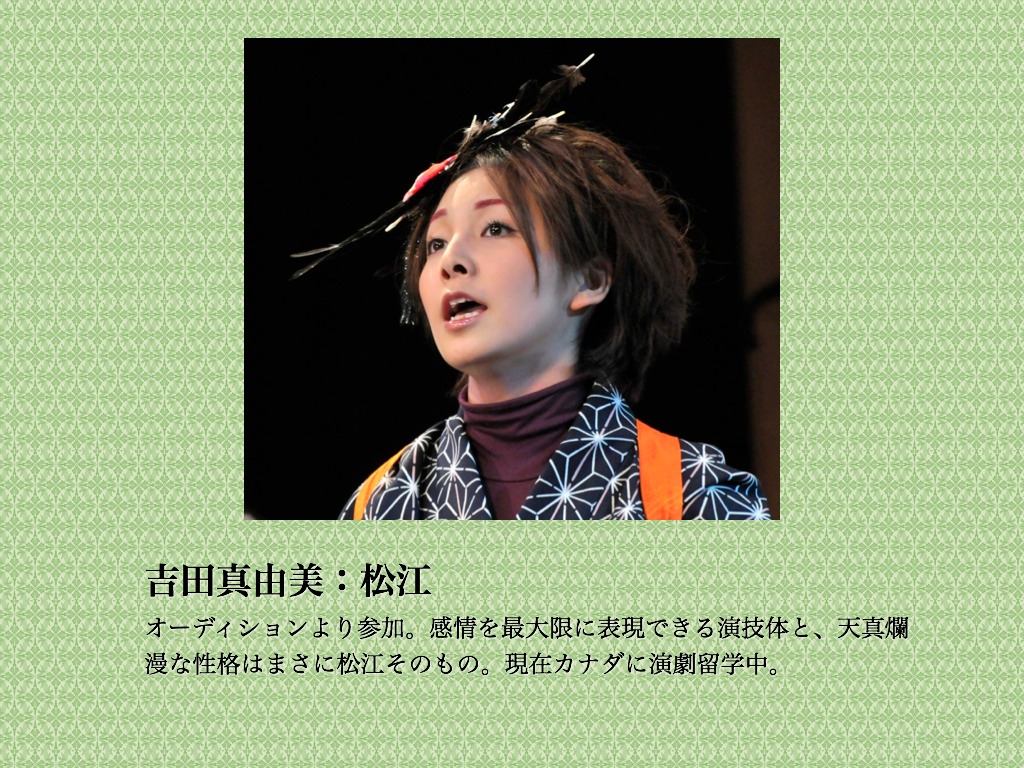 吉田真由美：松江
オーディションより参加。感情を最大限に表現できる演技体と、天真爛
漫な性格はまさに松江そのもの。現在カナダに演劇留学中。